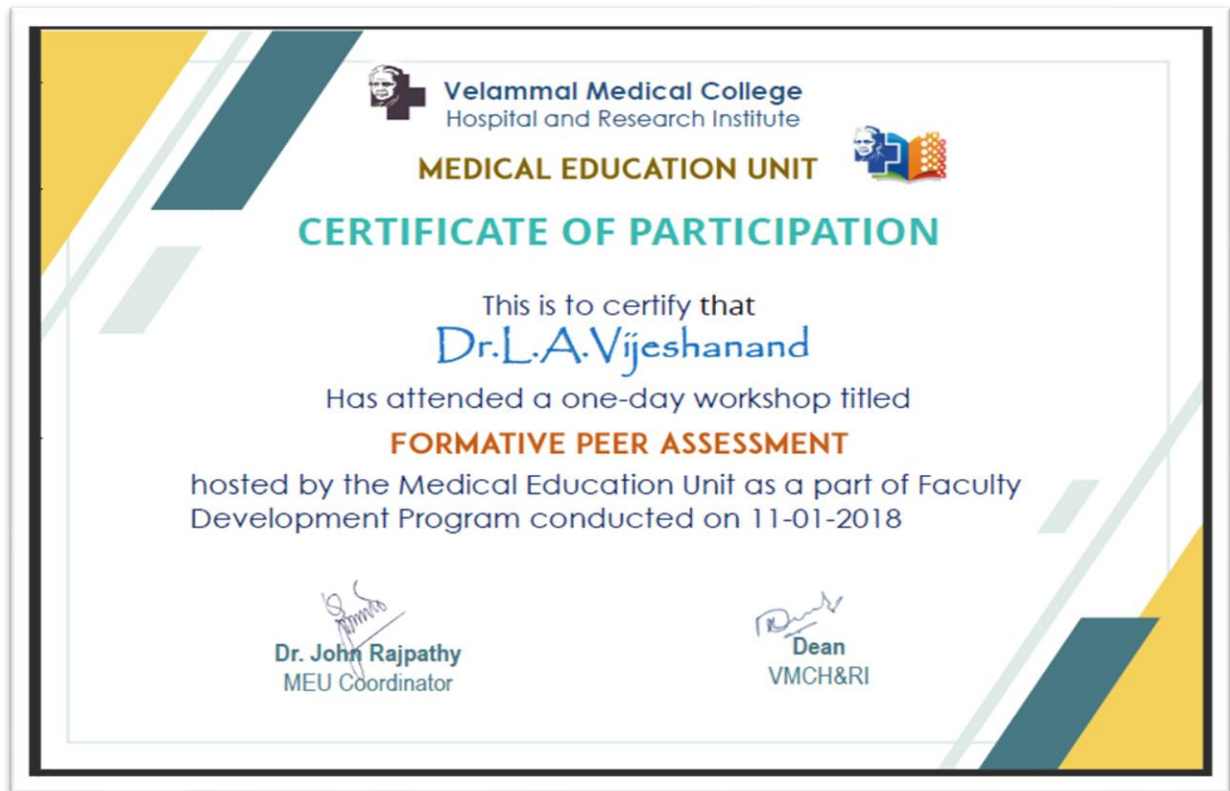 Velammal Medical College
Hospital and Research Institute
MEDICAL EDUCATION UNIT
CERTIFICATE OF PARTICIPATION
This is to certify that
Dr.L.A.Vijeshanand
Has attended a one-day workshop titled
FORMATIVE PEER ASSESSMENT
hosted by the Medical Education Unit as a part of Faculty
Development Program conducted on 11-01-2018
Dr. John Rajpathy
MEU Coordinator
Dean
VMCH&RI